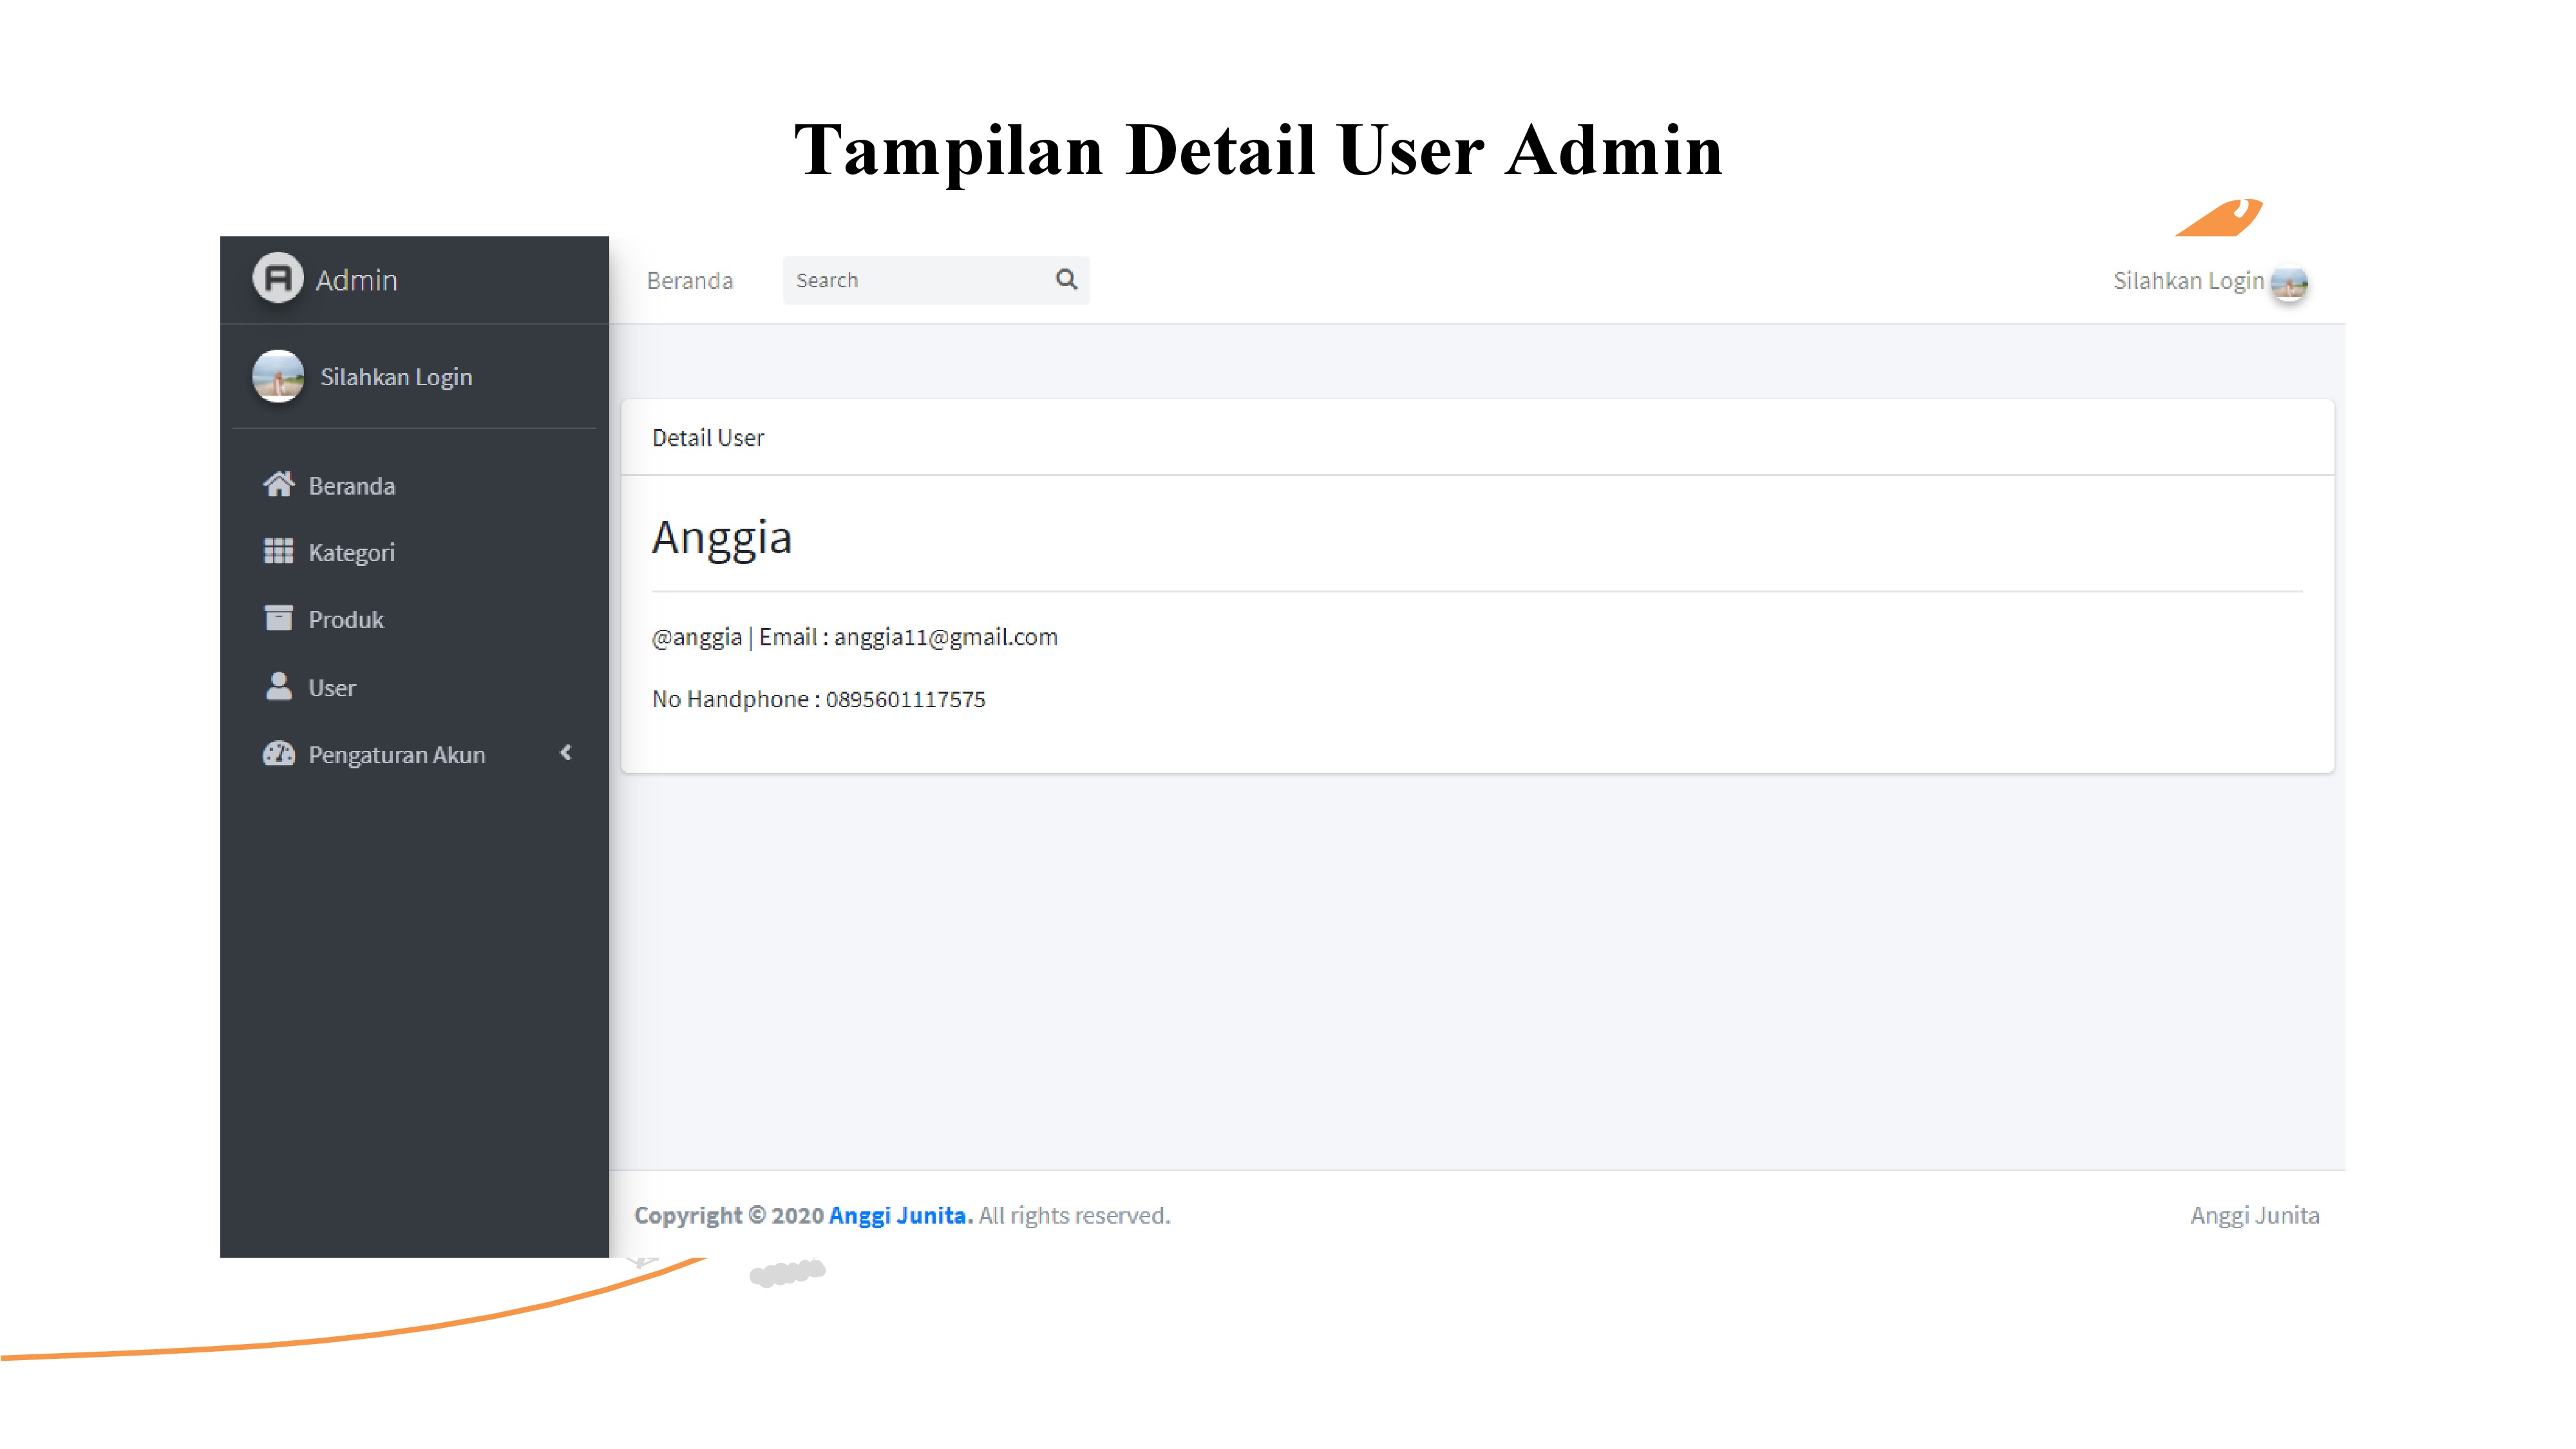 Tampilan Detail User Admin
Admin
Beranda
Search
Silahkan Login
Silahkan Login
Beranda
Kategori
Produk
User
Pengaturan Akun
Detail User
Anggia
@anggia | Email : anggia11@gmail.com
No Handphone : 0895601117575
Copyright © 2020 Anggi Junita. All rights reserved.
Anggi Junita